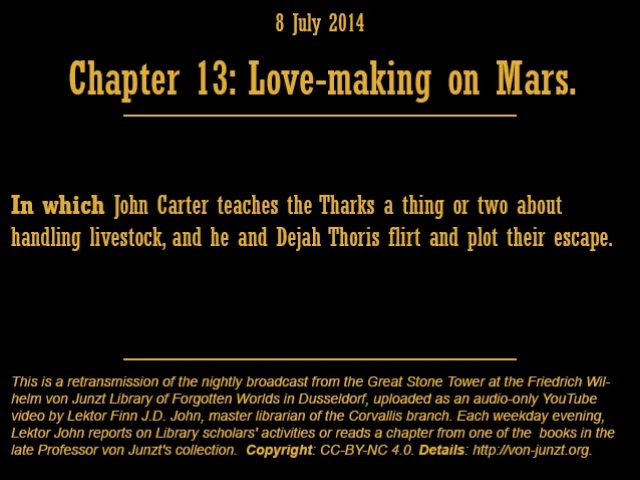 8 July 2014
Chapter 13: Love-making on Mars.
In which John Carter teaches the Tharks a thing or two about
handling livestock, and he and Dejah Thoris flirt and plot their escape.
This is a retransmission of the nightly broadcast from the Great Stone Tower at the Friedrich Wil-
helm von Junzt Library of Forgotten Worlds in Dusseldorf, uploaded as an audio-only YouTube
video by Lektor Finn J.D. John, master librarian of the Corvallis branch. Each weekday evening,
Lektor John reports on Library scholars' activities or reads a chapter from one of the books in the
late Professor von Junzt's collection. Copyright: CC-BY-NC 4.0. Details: http://von-junzt.org.